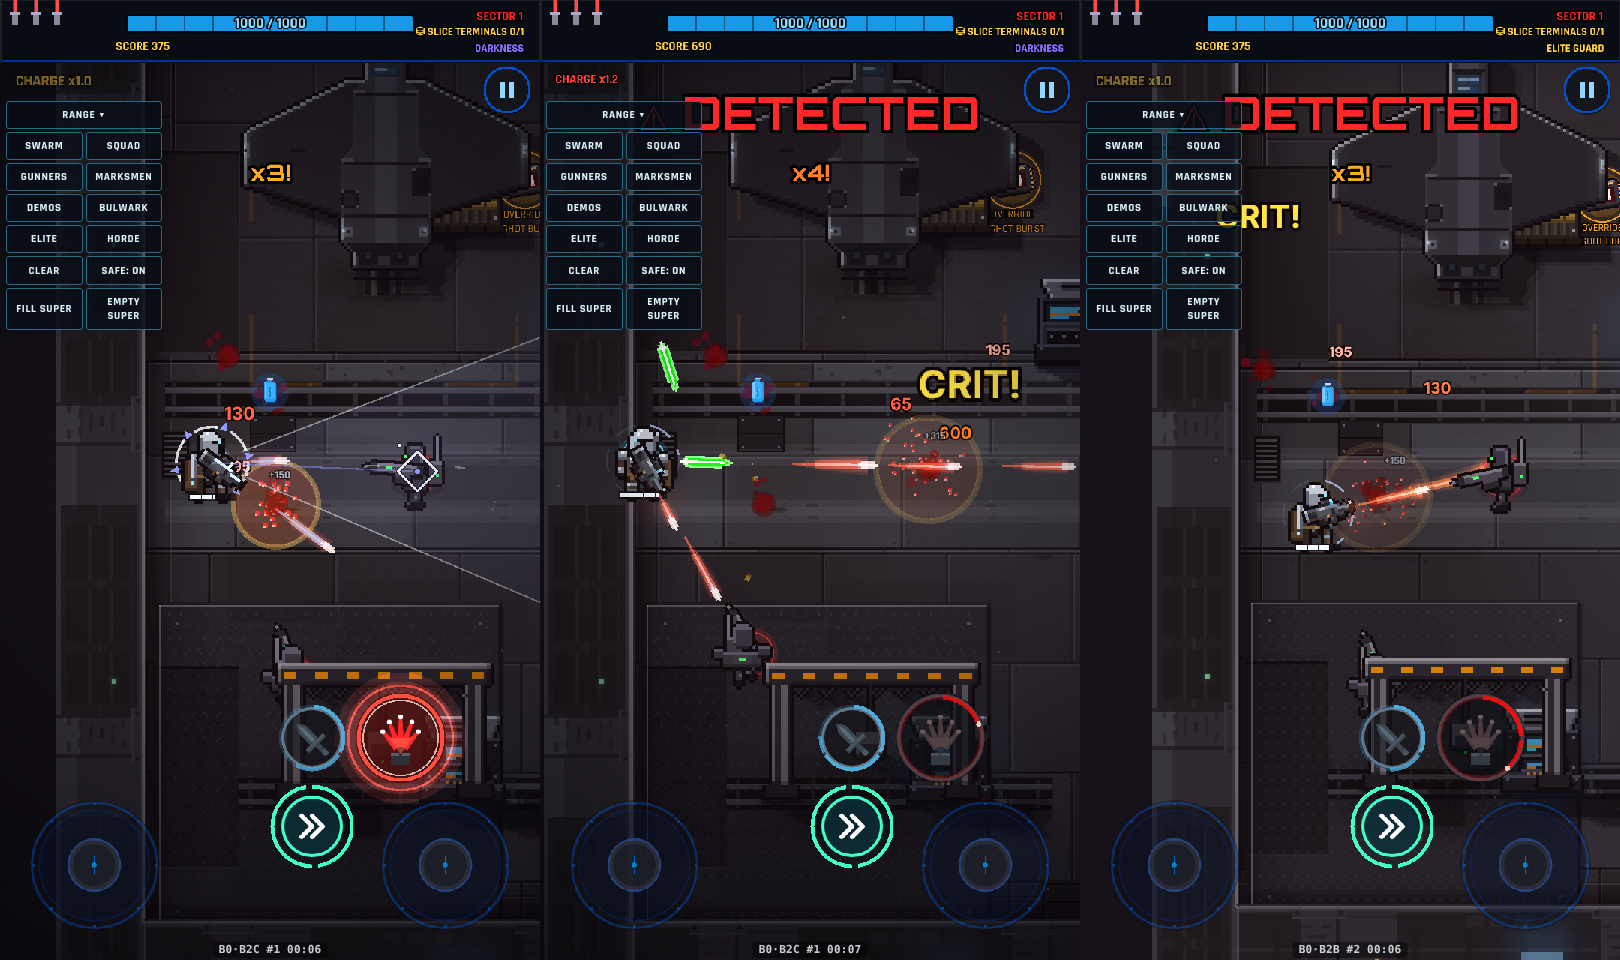 1000 / 1000
SECTOR 1
SLICE TERMINALS 0/1
SCORE 375
DARKNESS
CHARGE x1.0
RANGE ▾
SWARM
SQUAD
GUNNERS
MARKSMEN
DEMOS
BULWARK
ELITE
HORDE
CLEAR
SAFE: ON
FILL SUPER
EMPTY
SUPER
x3!
130
+150
B0·B2C #1 00:06
1000 / 1000
SECTOR 1
SLICE TERMINALS 0/1
SCORE 690
DARKNESS
CHARGE x1.2
DETECTED
RANGE ▾
SWARM
SQUAD
GUNNERS
MARKSMEN
DEMOS
BULWARK
ELITE
HORDE
CLEAR
SAFE: ON
FILL SUPER
EMPTY
SUPER
x4!
OVERRIDE
SHOT BURST
195
CRIT!
65
600
B0·B2C #1 00:07
1000 / 1000
SECTOR 1
SLICE TERMINALS 0/1
SCORE 375
ELITE GUARD
CHARGE x1.0
DETECTED
RANGE ▾
SWARM
SQUAD
GUNNERS
MARKSMEN
DEMOS
BULWARK
ELITE
HORDE
CLEAR
SAFE: ON
FILL SUPER
EMPTY
SUPER
x3!
CRIT!
195
130
+150
B0·B2B #2 00:06